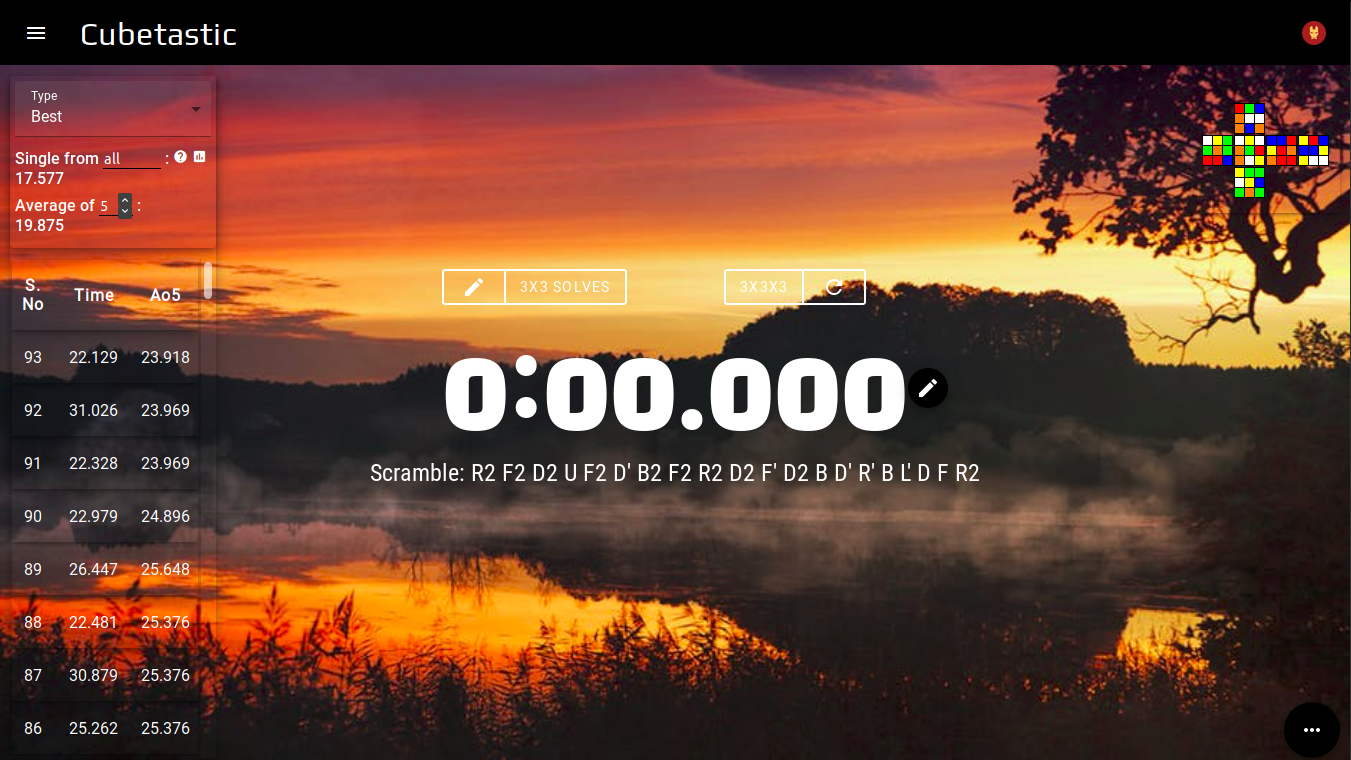 Cubetastic
Type
Best
Single from all :
17.577
Average of 5 :
19.875
S. No Time Ao5
93 22.129 23.918
92 31.026 23.969
91 22.328 23.969
90 22.979 24.896
89 26.447 25.648
88 22.481 25.376
87 30.879 25.376
86 25.262 25.376
3X3 SOLVES
3X3X3
0:00.000
Scramble: R2 F2 D2 U F2 D' B2 F2 R2 D2 F' D2 B D' R' B L' D F R2